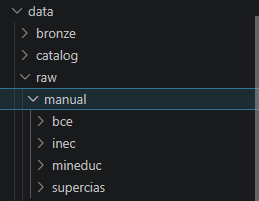 data
bronze
catalog
raw
manual
bce
inec
mineduc
supercias